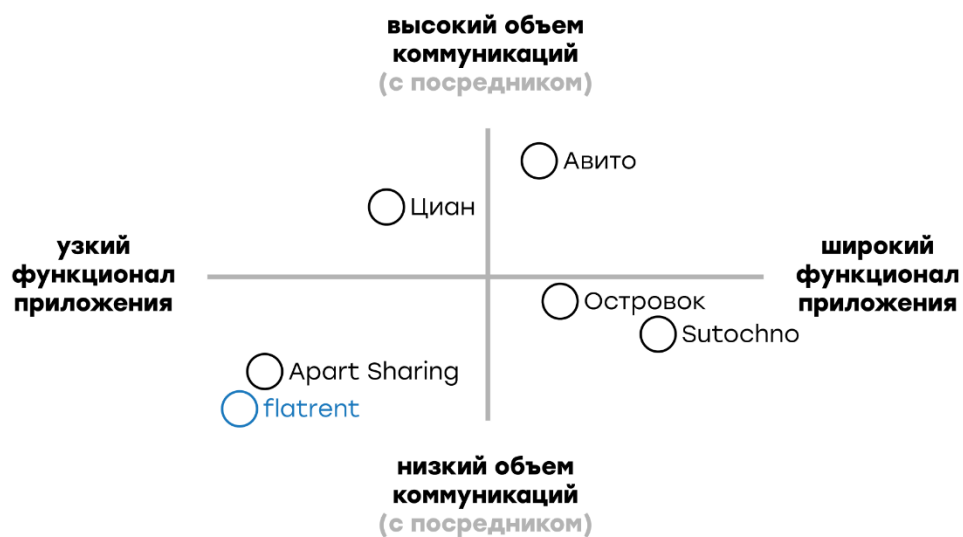 высокий объем
коммуникаций
(с посредником)
Авито
Циан
узкий
функционал
приложения
широкий
функционал
приложения
Островок
Sutochno
Apart Sharing
flatrent
низкий объем
коммуникаций
(с посредником)